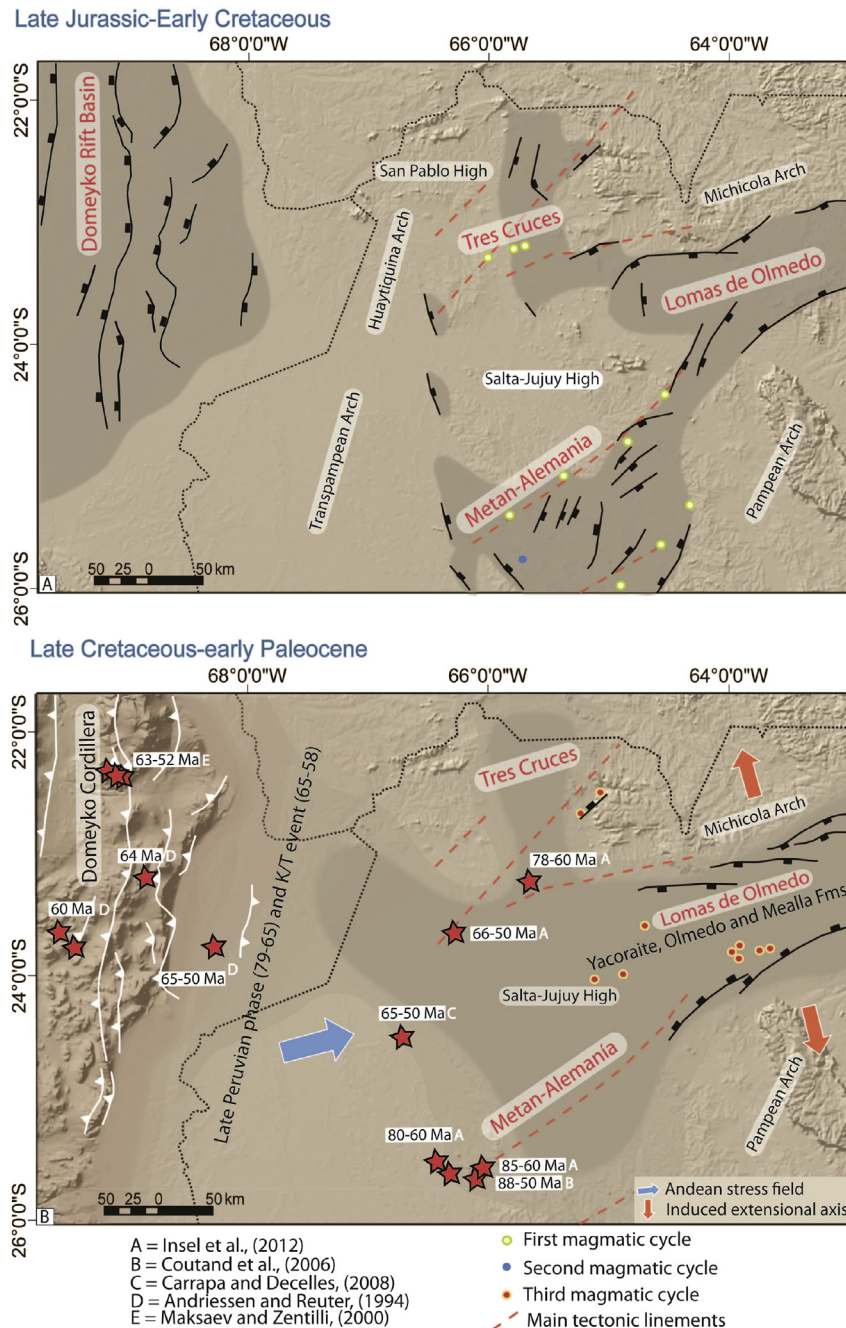 Late Jurassic-Early Cretaceous
68°0'0"W
66°0'0"W
64°0'0"W
22°0'0"S
24°0'0"S
26°0'0"S
Domeyko Rift Basin
San Pablo High
Huaytiquina Arch
Tres Cruces
Michicola Arch
Lomas de Olmedo
Salta-Jujuy High
Transpampean Arch
Metan-Alemania
Pampean Arch
50 25 0 50 km
A
Late Cretaceous-early Paleocene
68°0'0"W
66°0'0"W
64°0'0"W
22°0'0"S
24°0'0"S
26°0'0"S
Domeyko Cordillera
63-52 Ma E
64 Ma D
60 Ma D
65-50 Ma D
Late Peruvian phase (79-65) and K/T event (65-58)
Tres Cruces
78-60 Ma A
66-50 Ma A
Michicola Arch
Lomas de Olmedo
Yacoraite, Olmedo and Mealla Fms
Salta-Jujuy High
65-50 Ma C
Metan-Alemanía
Pampean Arch
80-60 Ma A
85-60 Ma A
88-50 Ma B
50 25 0 50 km
B
Andean stress field
Induced extensional axis
A = Insel et al., (2012)
B = Coutand et al., (2006)
C = Carrapa and Decelles, (2008)
D = Andriessen and Reuter, (1994)
E = Maksaev and Zentilli, (2000)
First magmatic cycle
Second magmatic cycle
Third magmatic cycle
Main tectonic linements